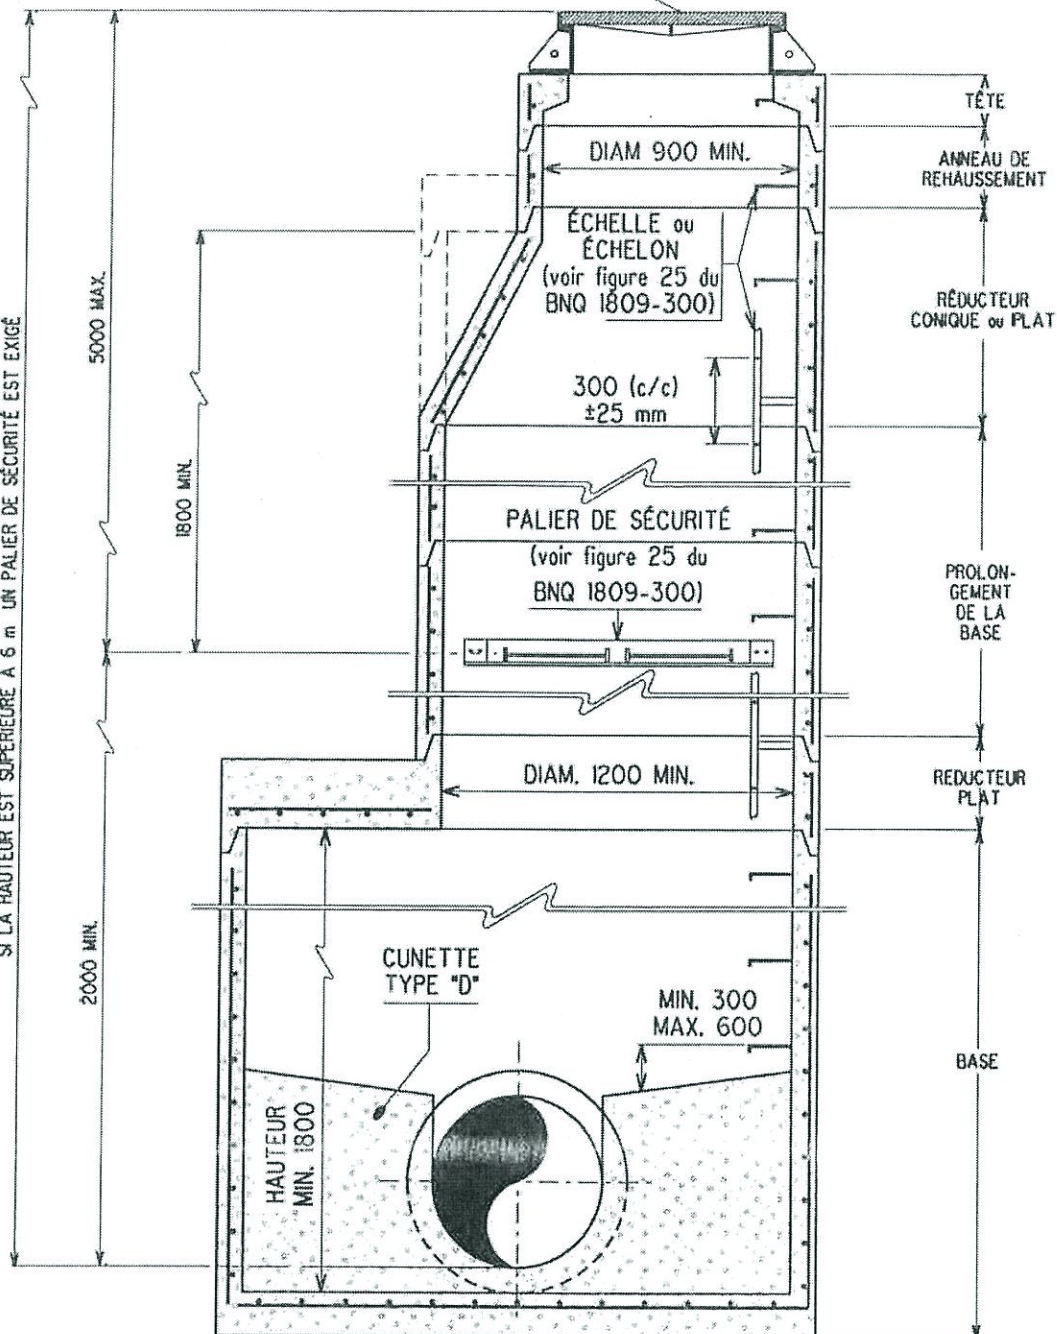 TÊTE
DIAM 900 MIN.
ANNEAU DE
REHAUSSEMENT
ÉCHELLE ou
ÉCHELON
(voir figure 25 du
BNQ 1809-300)
RÉDUCTEUR
CONIQUE ou PLAT
SI LA HAUTEUR EST SUPÉRIEURE À 6 m UN PALIER DE SÉCURITÉ EST EXIGÉ
5000 MAX.
1800 MIN.
300 (c/c)
±25 mm
PALIER DE SÉCURITÉ
(voir figure 25 du
BNQ 1809-300)
PROLON-
GEMENT
DE LA
BASE
DIAM. 1200 MIN.
REDUCTEUR
PLAT
2000 MIN.
CUNETTE
TYPE "D"
MIN. 300
MAX. 600
HAUTEUR
MIN. 1800
BASE